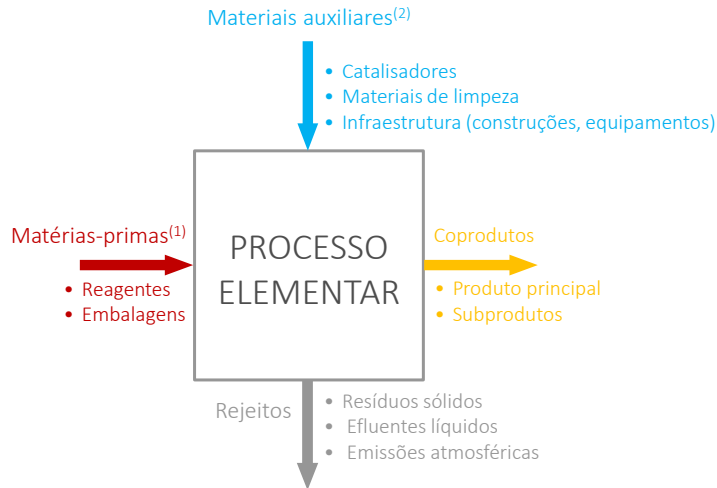 Materiais auxiliares(2)
• Catalisadores
• Materiais de limpeza
• Infraestrutura (construções, equipamentos)
Matérias-primas(1)
• Reagentes
• Embalagens
PROCESSO
ELEMENTAR
Coprodutos
• Produto principal
• Subprodutos
Rejeitos
• Resíduos sólidos
• Efluentes líquidos
• Emissões atmosféricas